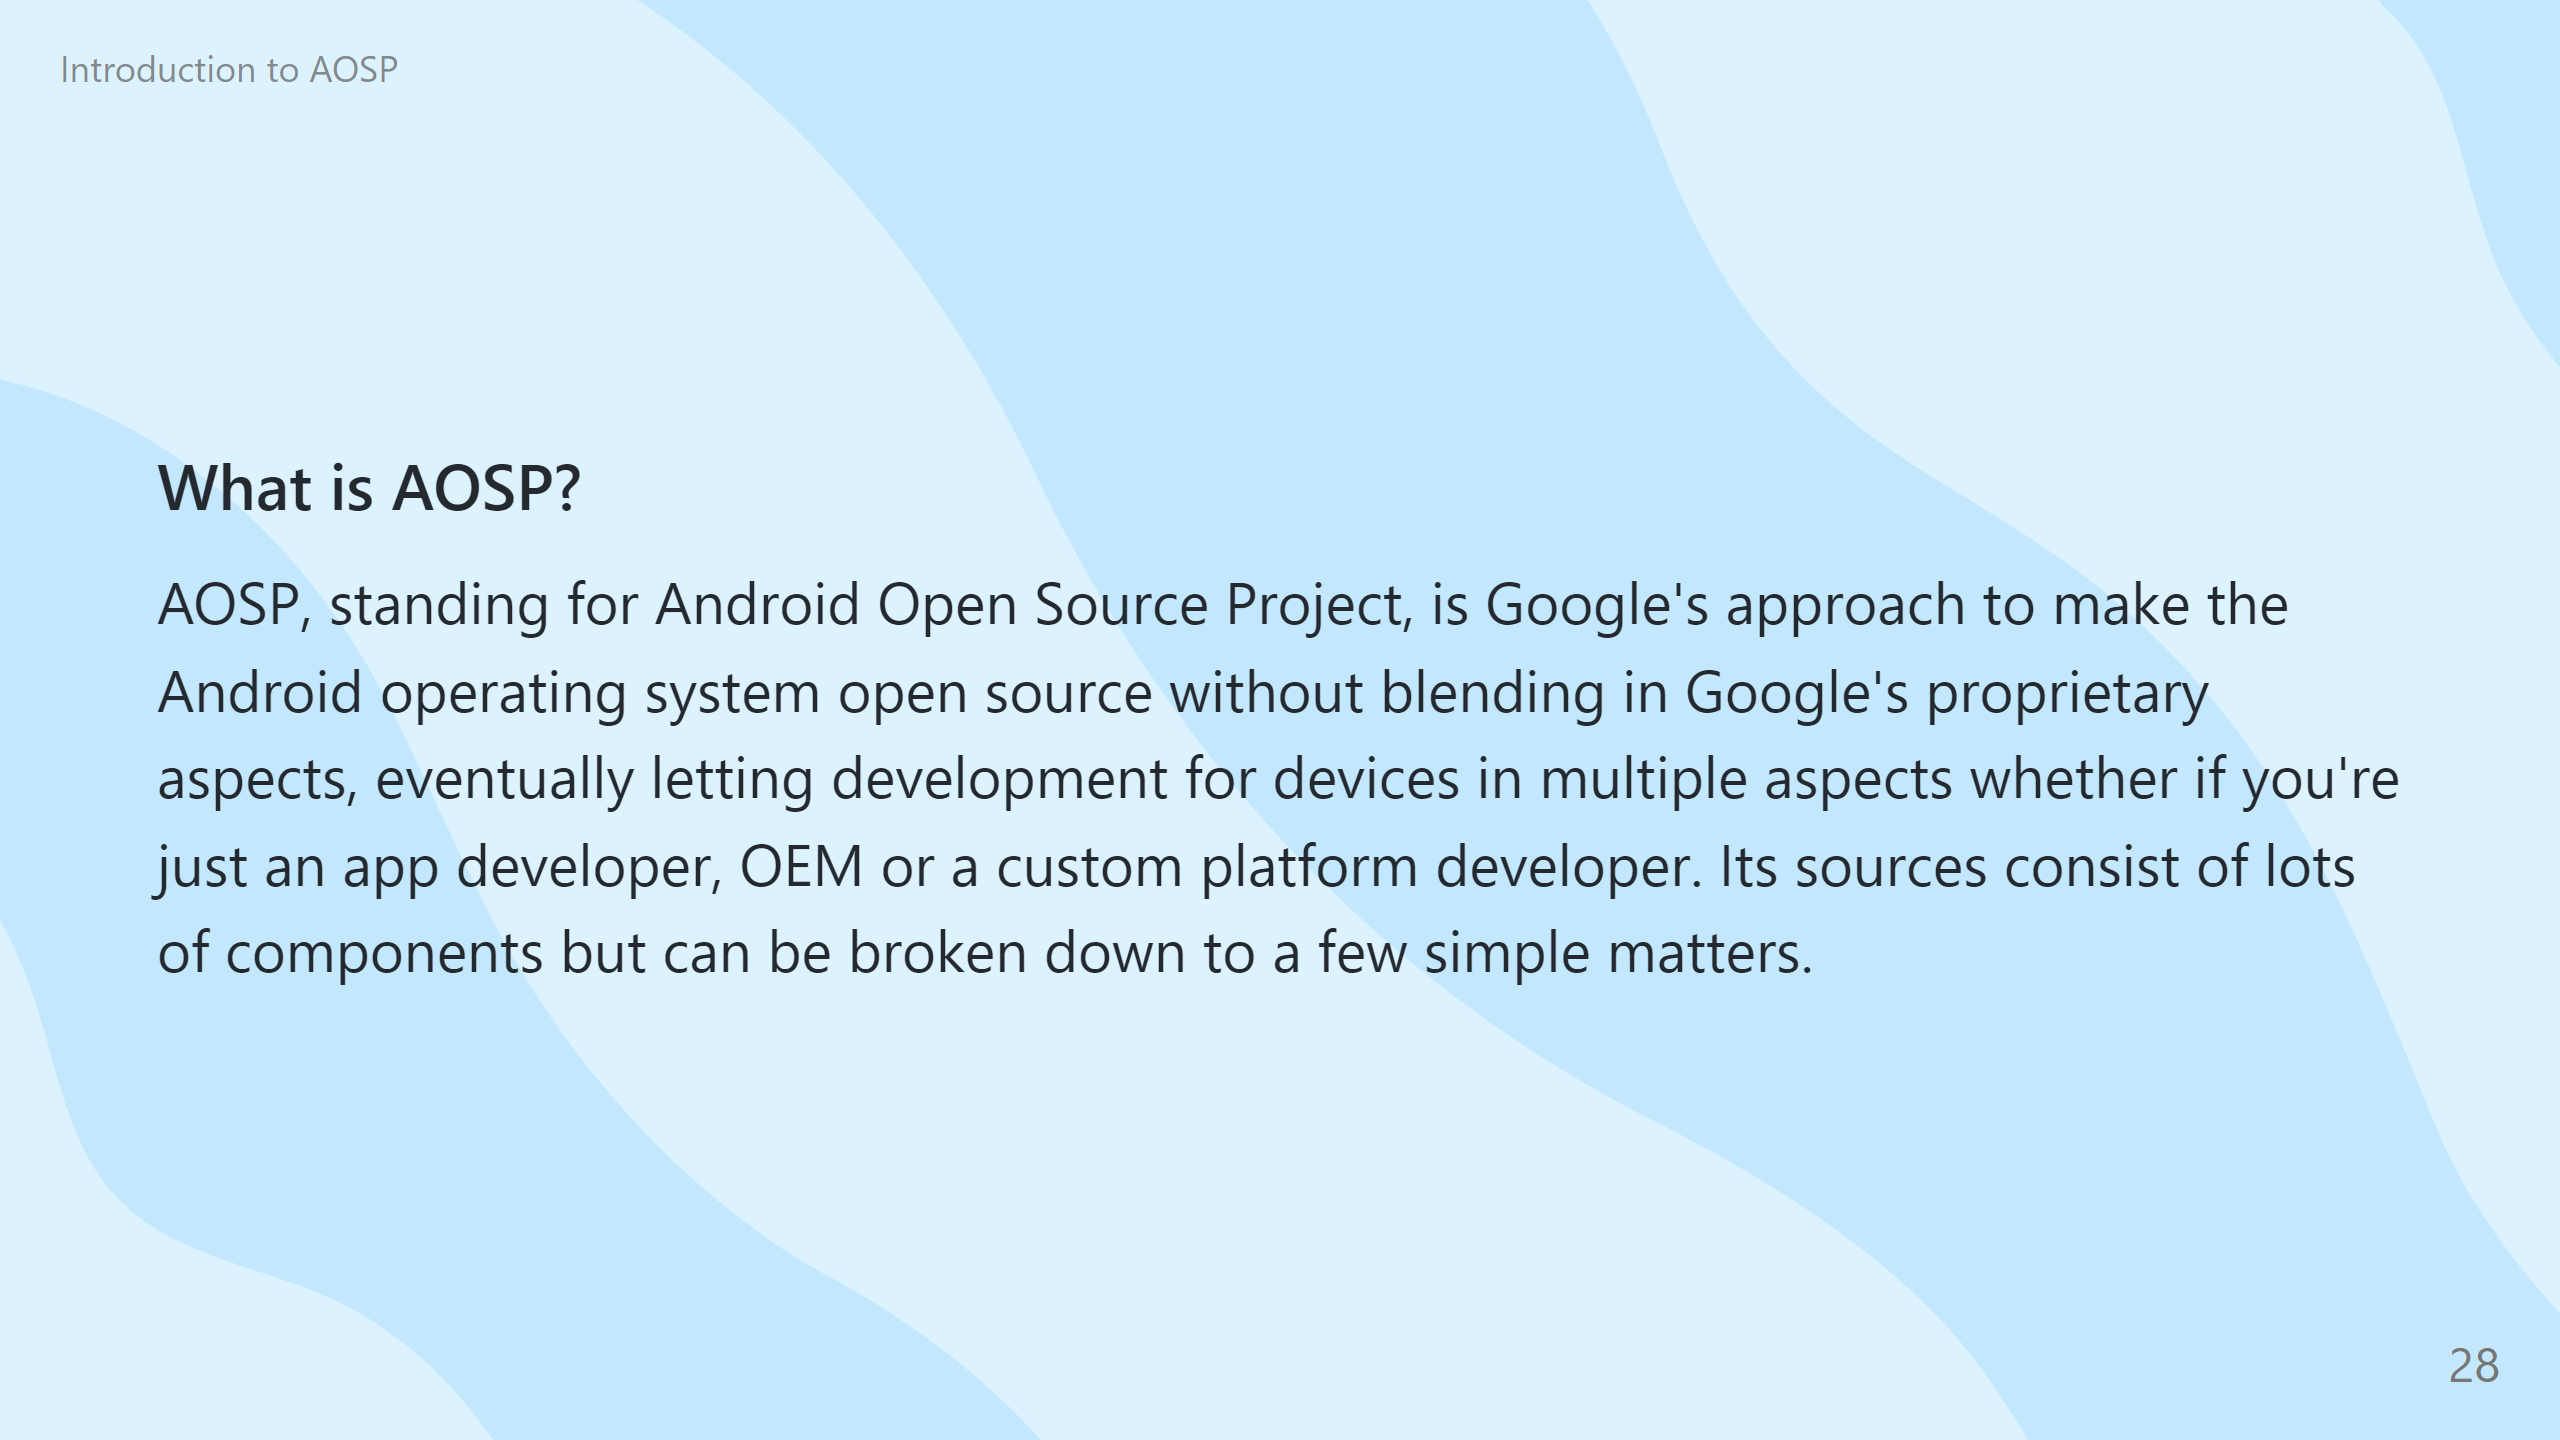 Introduction to AOSP
What is AOSP?
AOSP, standing for Android Open Source Project, is Google's approach to make the
Android operating system open source without blending in Google's proprietary
aspects, eventually letting development for devices in multiple aspects whether if you're
just an app developer, OEM or a custom platform developer. Its sources consist of lots
of components but can be broken down to a few simple matters.
28